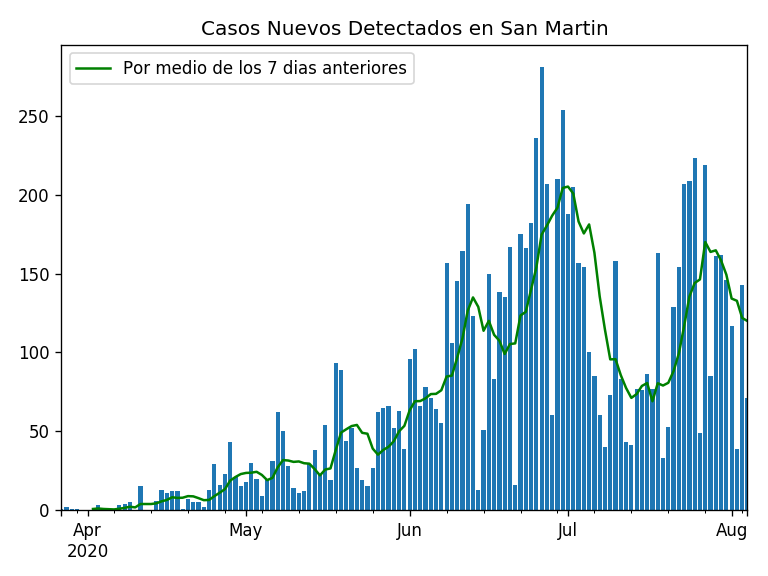 Casos Nuevos Detectados en San Martin
Por medio de los 7 dias anteriores
250
200
150
100
50
0
Apr May Jun Jul Aug
2020